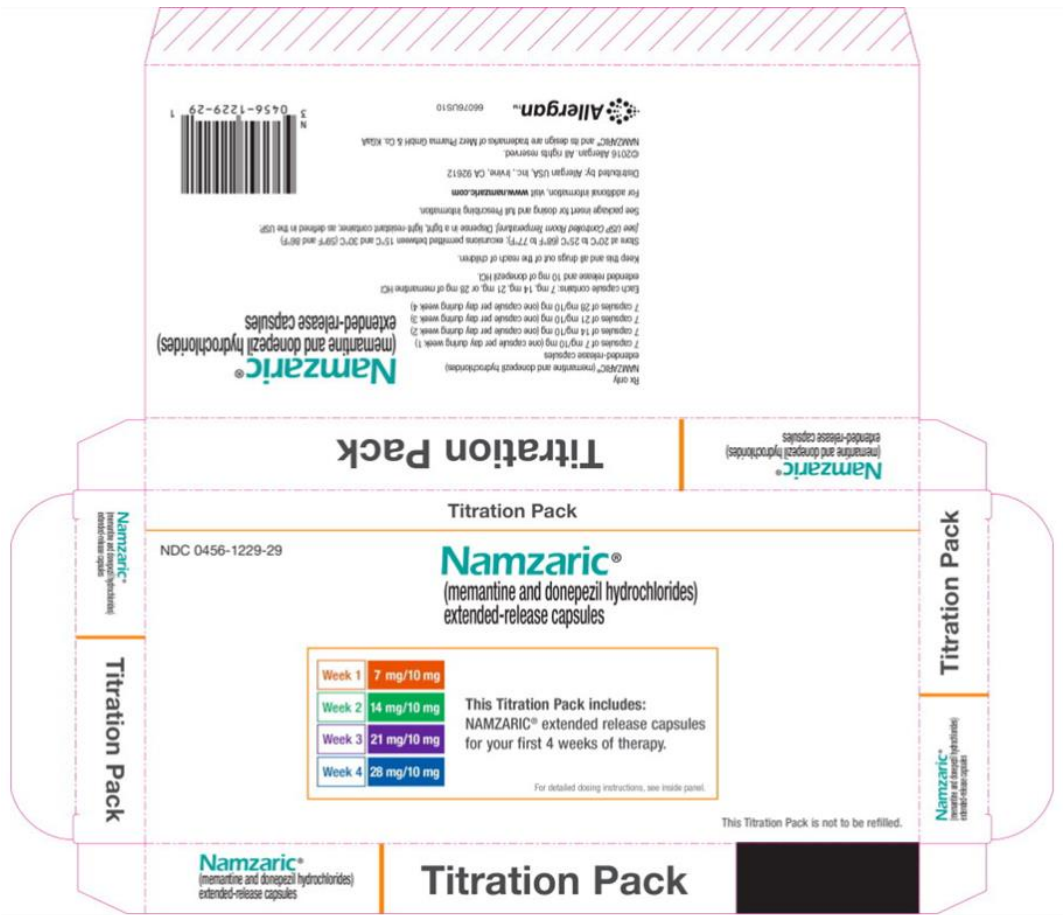 Allergan™ 66076US10
N
3 0456-1229-29 1
NAMZARIC® and its design are trademarks of Merz Pharma GmbH & Co. KGaA
©2016 Allergan. All rights reserved.
Distributed by: Allergan USA, Inc., Irvine, CA 92612
For additional information, visit www.namzaric.com
See package insert for dosing and full Prescribing Information.
[see USP Controlled Room Temperature]. Dispense in a tight, light-resistant container, as defined in the USP.
Store at 20°C to 25°C (68°F to 77°F); excursions permitted between 15°C and 30°C (59°F and 86°F)
Keep this and all drugs out of the reach of children.
extended release and 10 mg of donepezil HCl.
Each capsule contains: 7 mg, 14 mg, 21 mg, or 28 mg of memantine HCl
7 capsules of 28 mg/10 mg (one capsule per day during week 4)
7 capsules of 21 mg/10 mg (one capsule per day during week 3)
7 capsules of 14 mg/10 mg (one capsule per day during week 2)
7 capsules of 7 mg/10 mg (one capsule per day during week 1)
extended-release capsules
NAMZARIC® (memantine and donepezil hydrochlorides)
Rx only
Namzaric®
(memantine and donepezil hydrochlorides)
extended-release capsules
Titration Pack
Namzaric®
(memantine and donepezil hydrochlorides)
extended-release capsules
Titration Pack
NDC 0456-1229-29
Namzaric®
(memantine and donepezil hydrochlorides)
extended-release capsules
Week 1 7 mg/10 mg
Week 2 14 mg/10 mg
Week 3 21 mg/10 mg
Week 4 28 mg/10 mg
This Titration Pack includes:
NAMZARIC® extended release capsules
for your first 4 weeks of therapy.
For detailed dosing instructions, see inside panel.
This Titration Pack is not to be refilled.
Namzaric®
(memantine and donepezil hydrochlorides)
extended-release capsules
Titration Pack
Titration Pack
Namzaric®
(memantine and donepezil hydrochlorides)
extended-release capsules
Namzaric®
(memantine and donepezil hydrochlorides)
extended-release capsules
Titration Pack